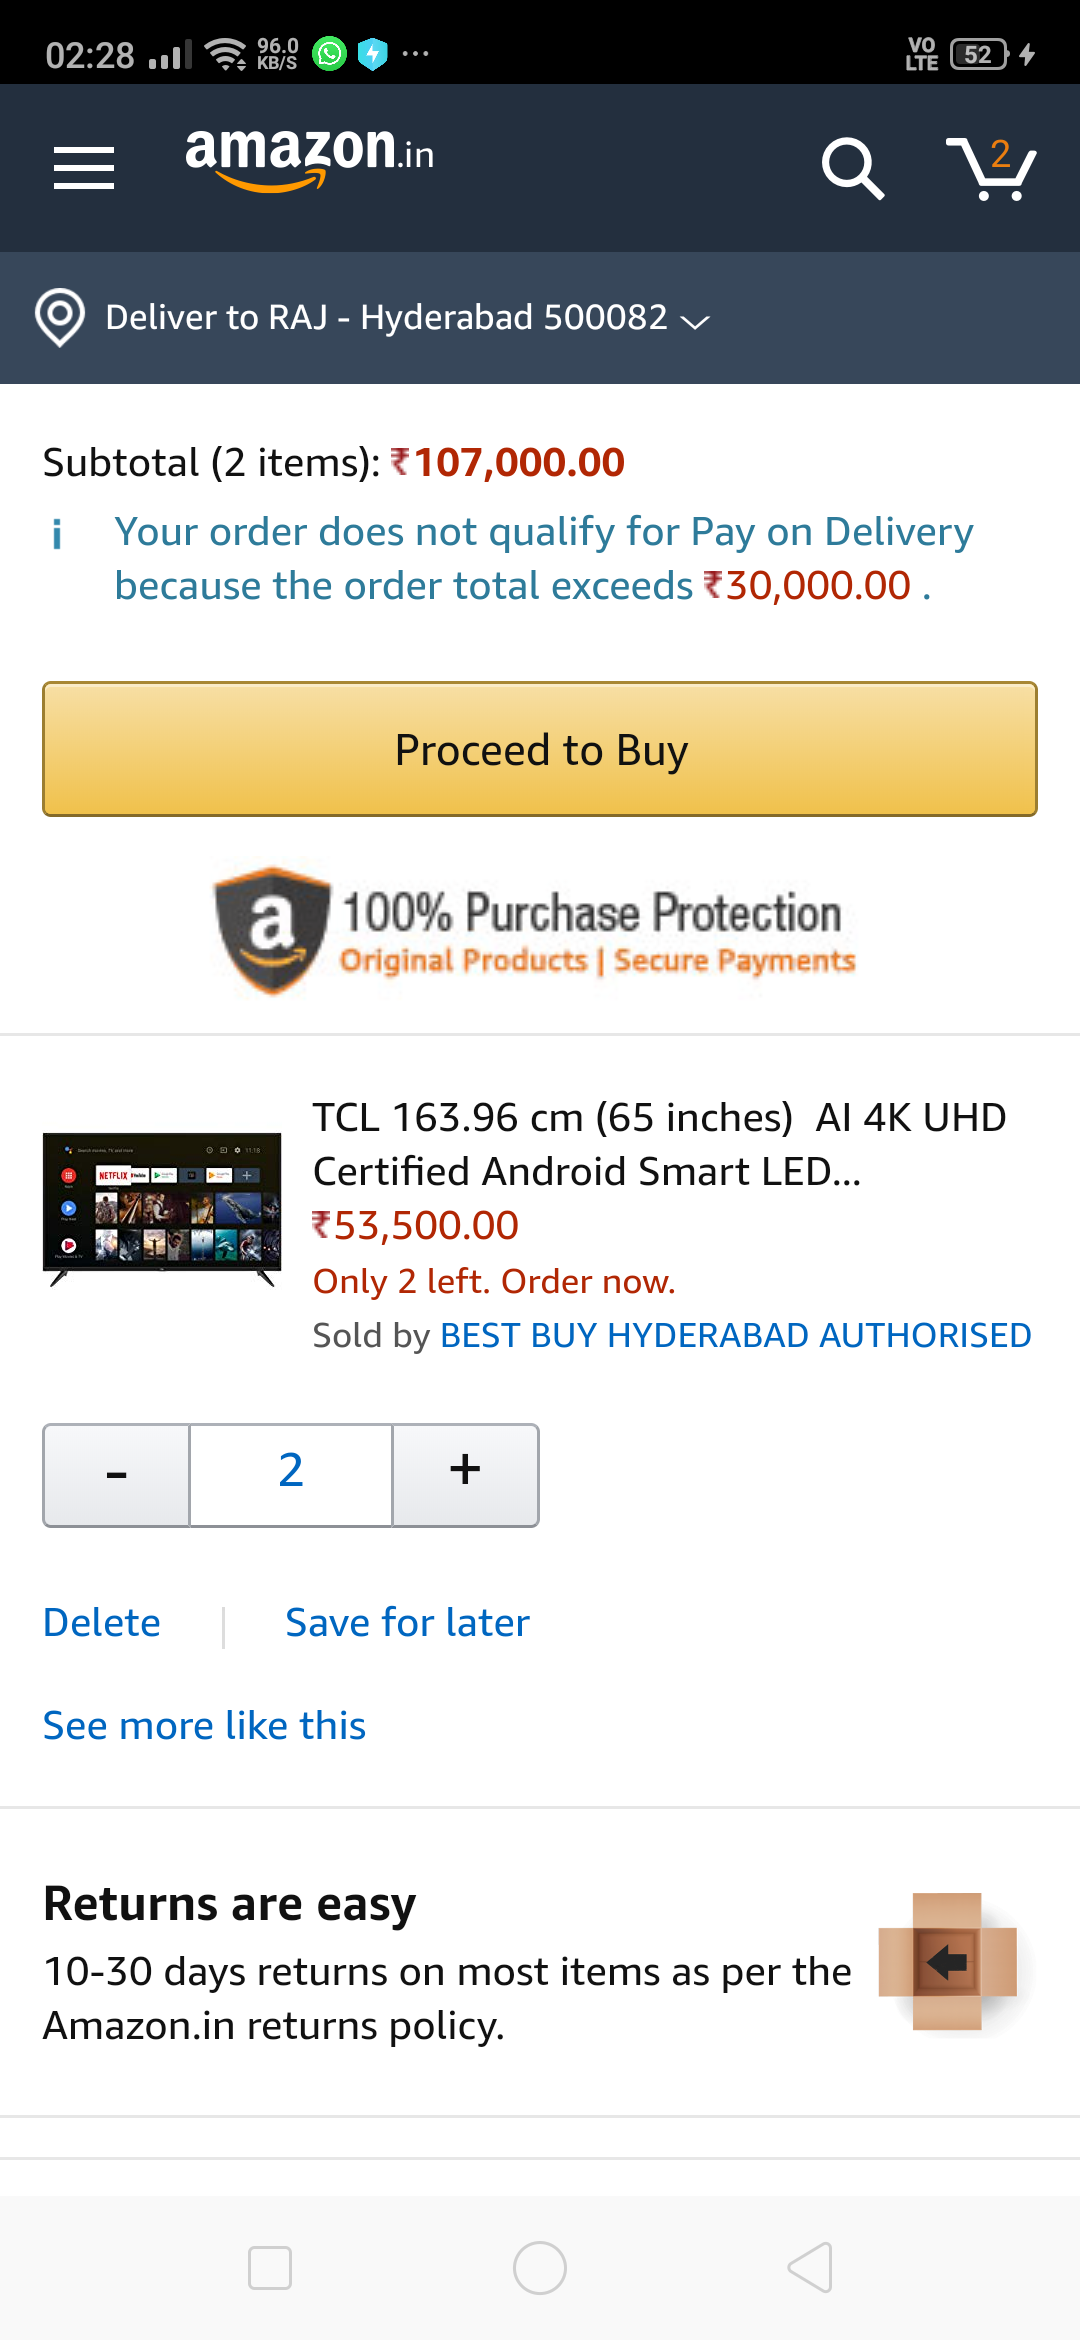 02:28 96.0 KB/S ... VO LTE 52
amazon.in 2
Deliver to RAJ - Hyderabad 500082
Subtotal (2 items): ₹107,000.00
i Your order does not qualify for Pay on Delivery
because the order total exceeds ₹30,000.00 .
Proceed to Buy
a 100% Purchase Protection
Original Products | Secure Payments
TCL 163.96 cm (65 inches) AI 4K UHD
Certified Android Smart LED...
₹53,500.00
Only 2 left. Order now.
Sold by BEST BUY HYDERABAD AUTHORISED
NETFLIX
- 2 +
Delete | Save for later
See more like this
Returns are easy
10-30 days returns on most items as per the
Amazon.in returns policy.